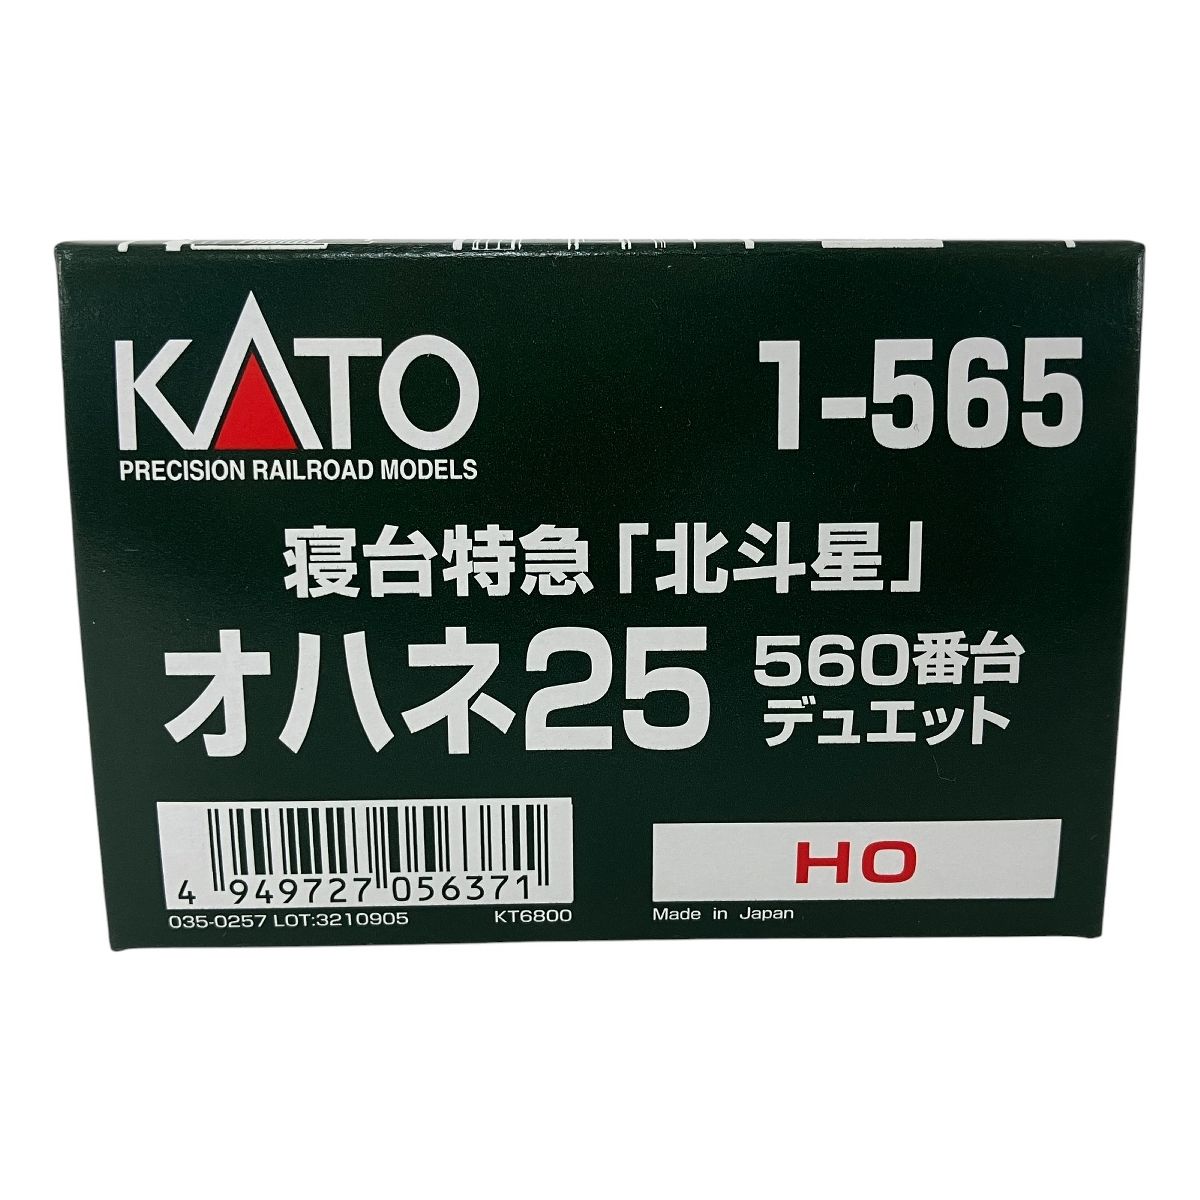 KATO
PRECISION RAILROAD MODELS
1-565
寝台特急「北斗星」
オハネ25
560番台
デュエット
4 949727 056371
035-0257 LOT:3210905
KT6800
HO
Made in Japan